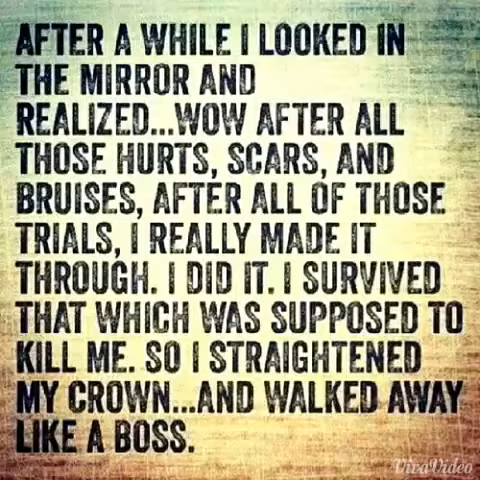 AFTER A WHILE I LOOKED IN
THE MIRROR AND
REALIZED...WOW AFTER ALL
THOSE HURTS, SCARS, AND
BRUISES, AFTER ALL OF THOSE
TRIALS, I REALLY MADE IT
THROUGH. I DID IT. I SURVIVED
THAT WHICH WAS SUPPOSED TO
KILL ME. SO I STRAIGHTENED
MY CROWN...AND WALKED AWAY
LIKE A BOSS.
VivaVideo